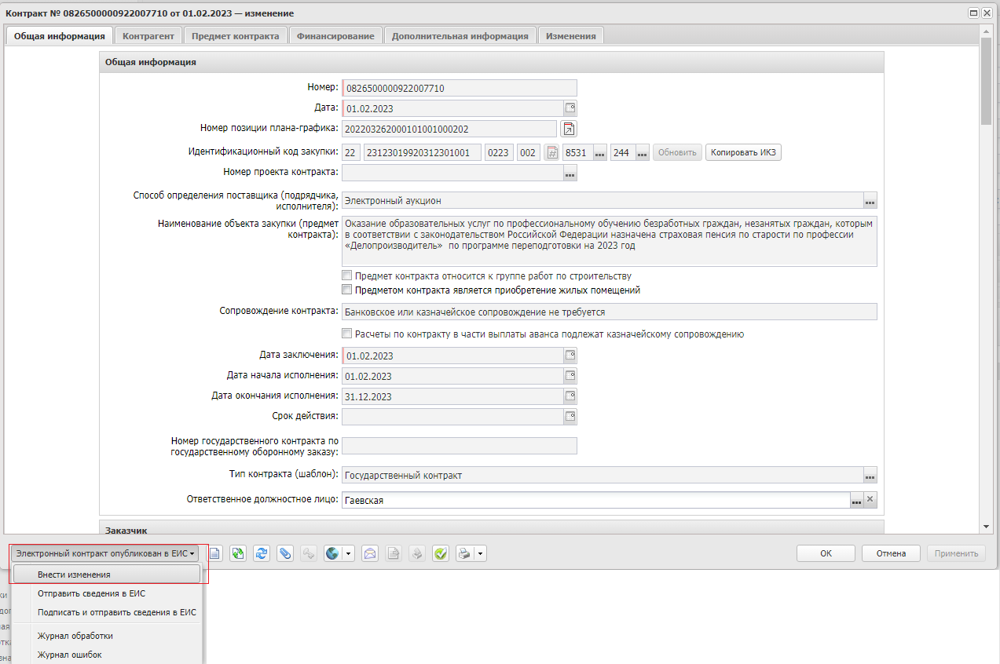 Контракт № 0826500000922007710 от 01.02.2023 — изменение
Общая информация
Контрагент
Предмет контракта
Финансирование
Дополнительная информация
Изменения
Общая информация
Номер: 0826500000922007710
Дата: 01.02.2023
Номер позиции плана-графика: 202203262000101001000202
Идентификационный код закупки: 22 23123019920312301001 0223 002 # 8531 ... 244 ... Обновить Копировать ИКЗ
Номер проекта контракта: ...
Способ определения поставщика (подрядчика,
исполнителя): Электронный аукцион ...
Наименование объекта закупки (предмет
контракта):
Оказание образовательных услуг по профессиональному обучению безработных граждан, незанятых граждан, которым
в соответствии с законодательством Российской Федерации назначена страховая пенсия по старости по профессии
«Делопроизводитель» по программе переподготовки на 2023 год
Предмет контракта относится к группе работ по строительству
Предметом контракта является приобретение жилых помещений
Сопровождение контракта: Банковское или казначейское сопровождение не требуется
Расчеты по контракту в части выплаты аванса подлежат казначейскому сопровождению
Дата заключения: 01.02.2023
Дата начала исполнения: 01.02.2023
Дата окончания исполнения: 31.12.2023
Срок действия:
Номер государственного контракта по
государственному оборонному заказу:
Тип контракта (шаблон): Государственный контракт ...
Ответственное должностное лицо: Гаевская ...
Заказчик
Электронный контракт опубликован в ЕИС
ОК
Отмена
Применить
Внести изменения
Отправить сведения в ЕИС
Подписать и отправить сведения в ЕИС
Журнал обработки
Журнал ошибок